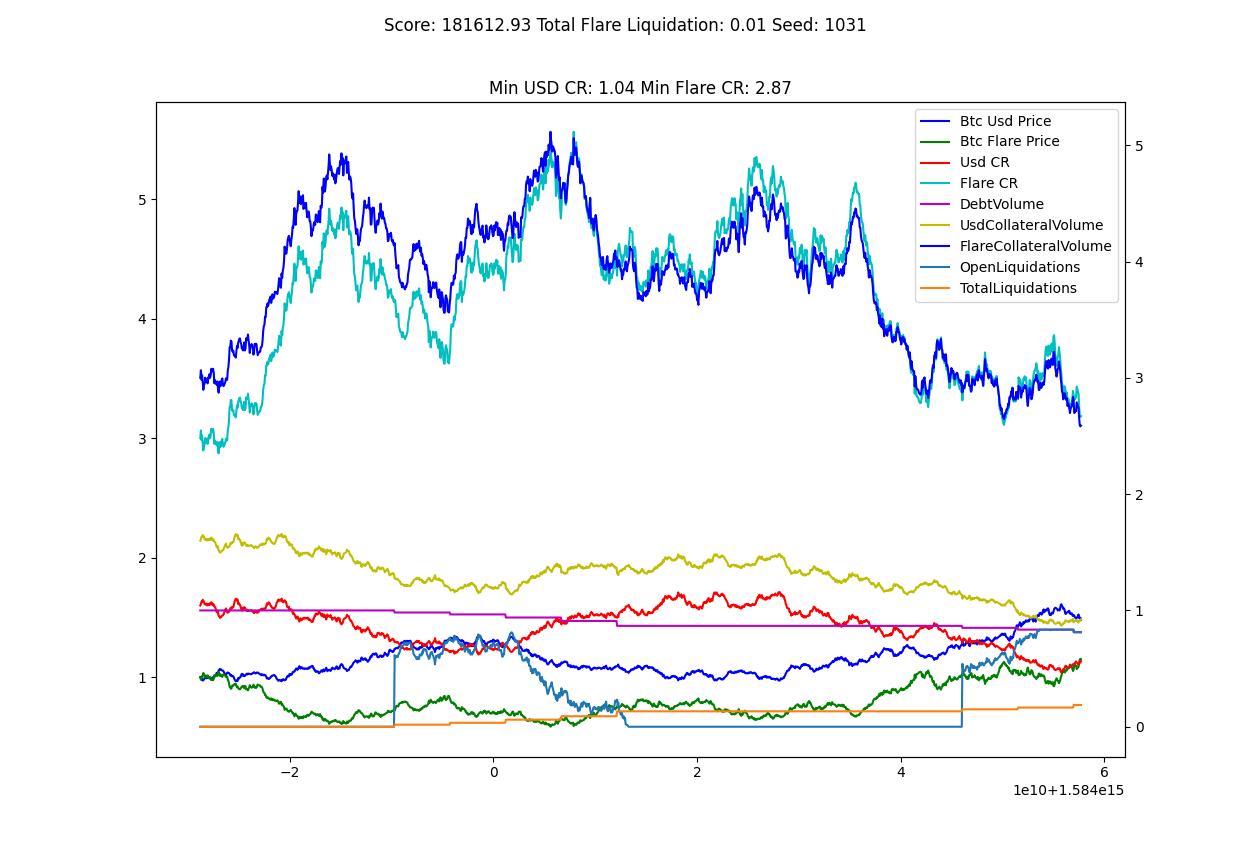 Score: 181612.93 Total Flare Liquidation: 0.01 Seed: 1031
Min USD CR: 1.04 Min Flare CR: 2.87
Btc Usd Price
Btc Flare Price
Usd CR
Flare CR
DebtVolume
UsdCollateralVolume
FlareCollateralVolume
OpenLiquidations
TotalLiquidations
5
4
3
2
1
5
4
3
2
1
0
−2 0 2 4 6
1e10+1.584e15